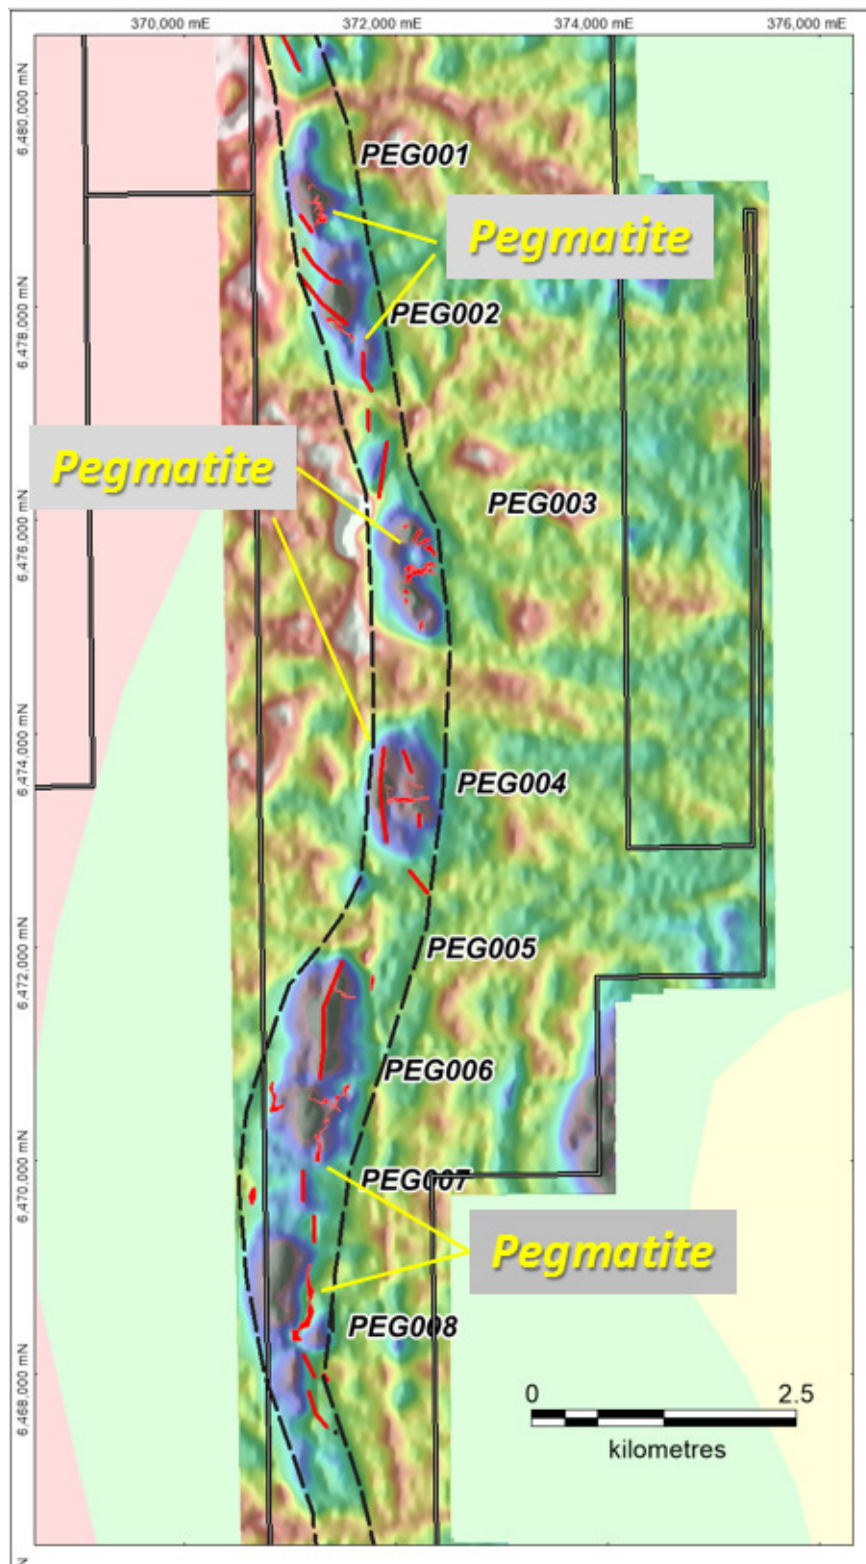 370,000 mE
372,000 mE
374,000 mE
376,000 mE
6,480,000 mN
PEG001
Pegmatite
6,478,000 mN
PEG002
Pegmatite
6,476,000 mN
PEG003
6,474,000 mN
PEG004
6,472,000 mN
PEG005
PEG006
6,470,000 mN
PEG007
Pegmatite
PEG008
6,468,000 mN
0
2.5
kilometres
N